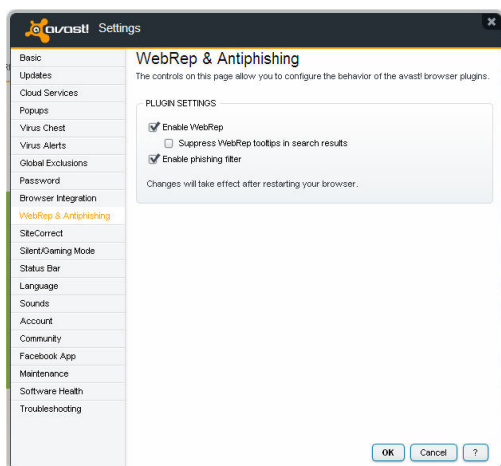 avast! Settings
Basic
Updates
Cloud Services
Popups
Virus Chest
Virus Alerts
Global Exclusions
Password
Browser Integration
WebRep & Antiphishing
SiteCorrect
Silent/Gaming Mode
Status Bar
Language
Sounds
Account
Community
Facebook App
Maintenance
Software Health
Troubleshooting
WebRep & Antiphishing
The controls on this page allow you to configure the behavior of the avast! browser plugins.
PLUGIN SETTINGS
Enable WebRep
Suppress WebRep tooltips in search results
Enable phishing filter
Changes will take effect after restarting your browser.
OK Cancel ?